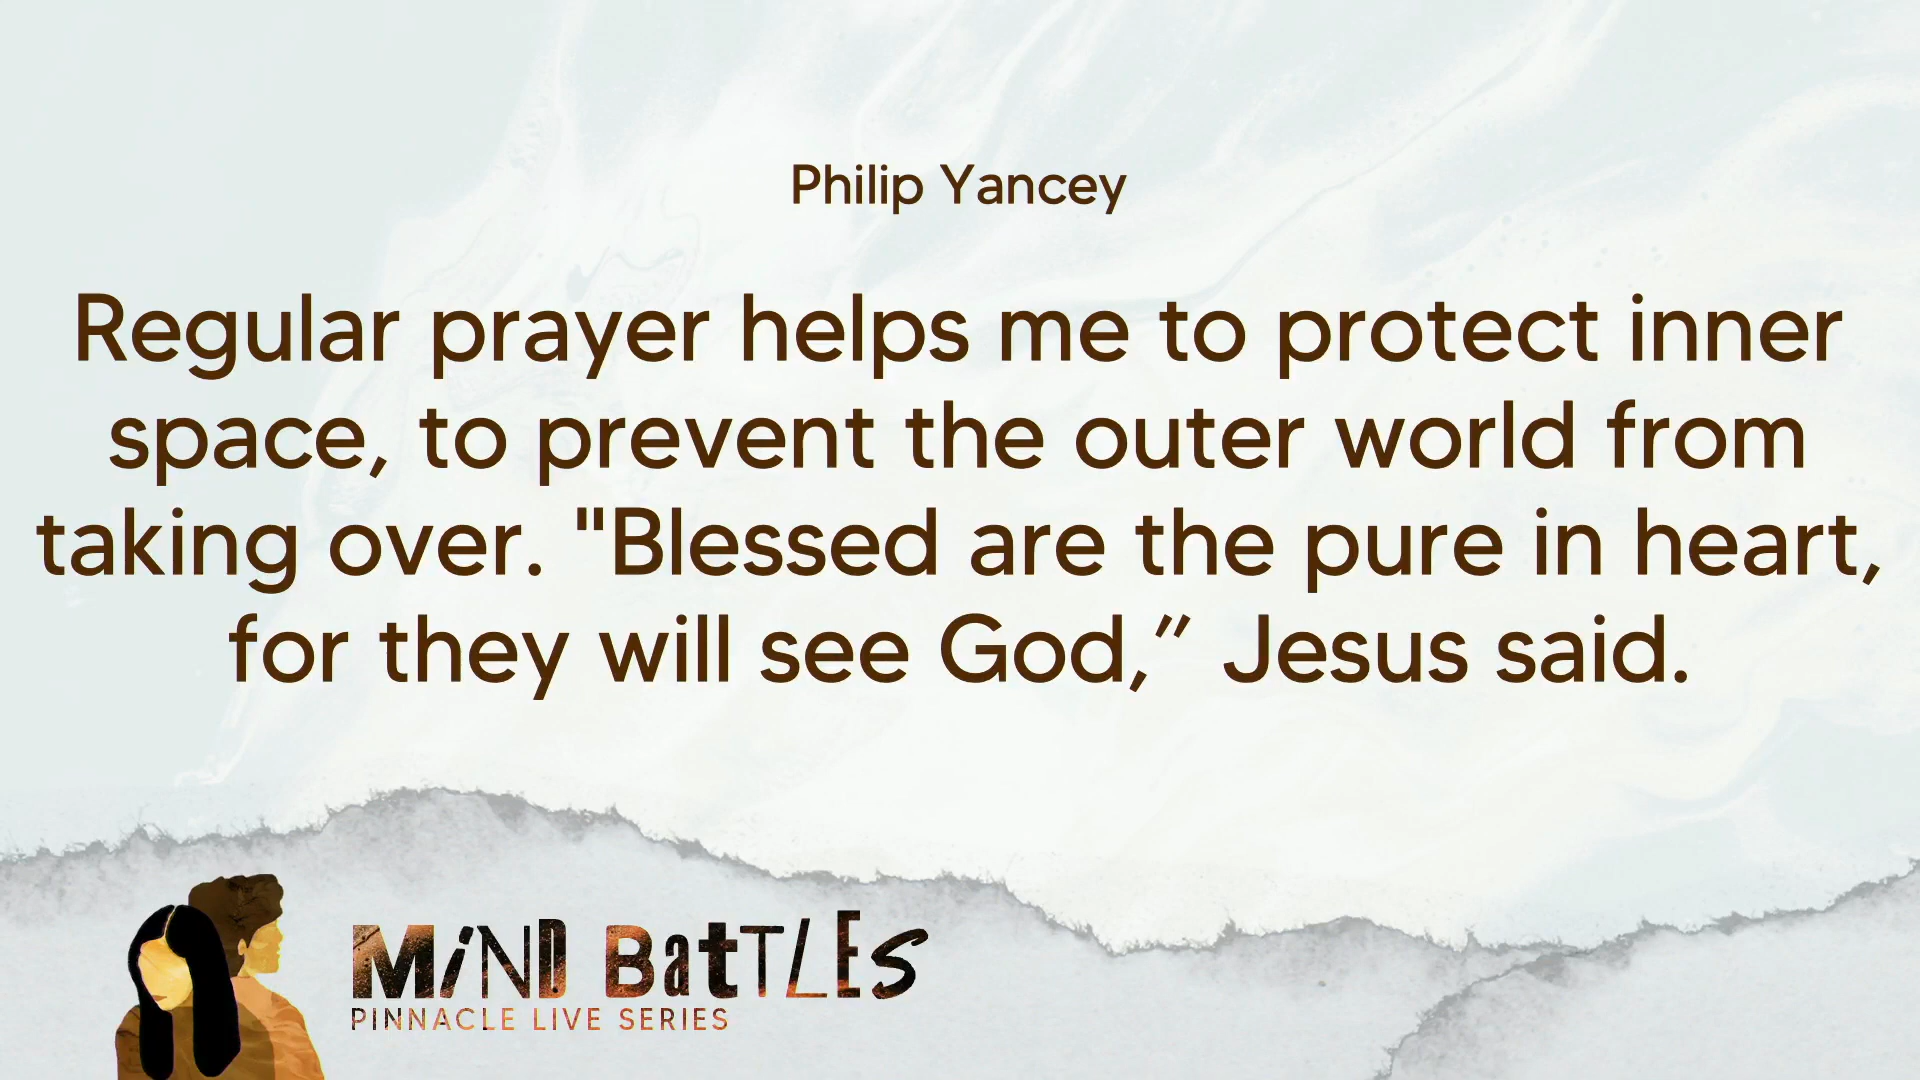 Philip Yancey
Regular prayer helps me to protect inner
space, to prevent the outer world from
taking over. "Blessed are the pure in heart,
for they will see God,” Jesus said.
MiND BatTLES
PINNACLE LIVE SERIES